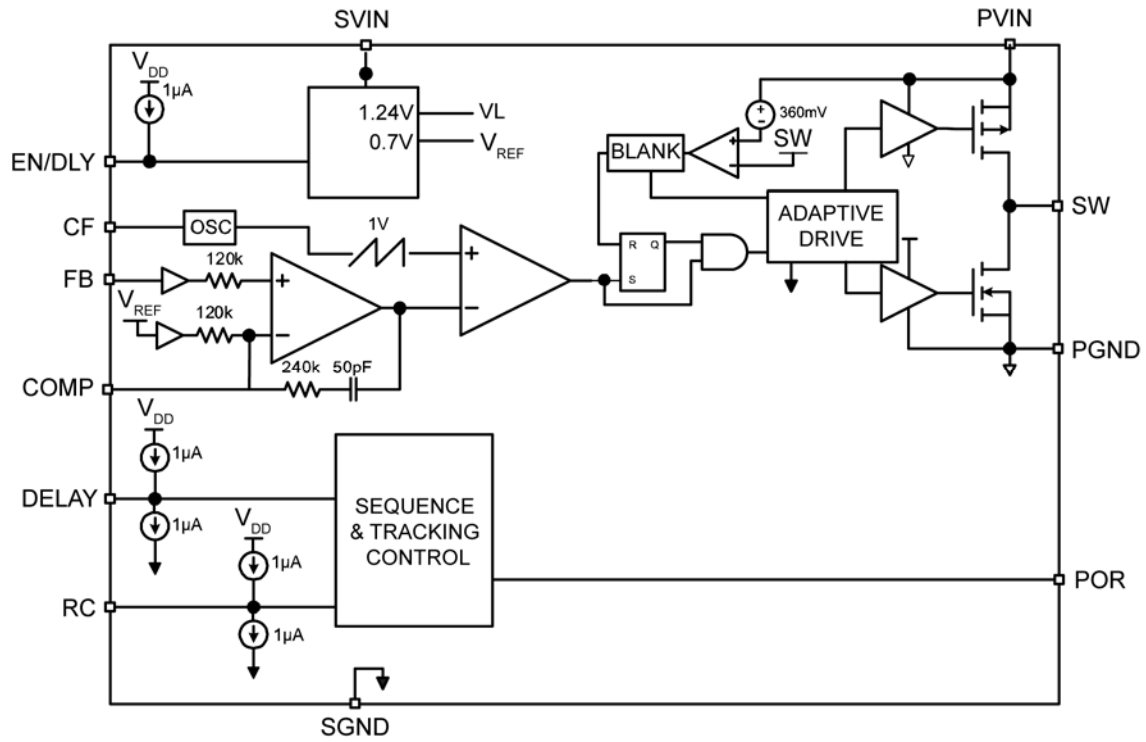 SVIN
PVIN
VDD
1µA
1.24V
VL
0.7V
VREF
EN/DLY
+
−
360mV
SW
BLANK
+
−
CF
OSC
1V
FB
120k
+
−
VREF
120k
+
−
R
Q
S
ADAPTIVE
DRIVE
SW
COMP
240k
50pF
PGND
VDD
1µA
DELAY
1µA
VDD
1µA
RC
1µA
SEQUENCE
& TRACKING
CONTROL
POR
SGND